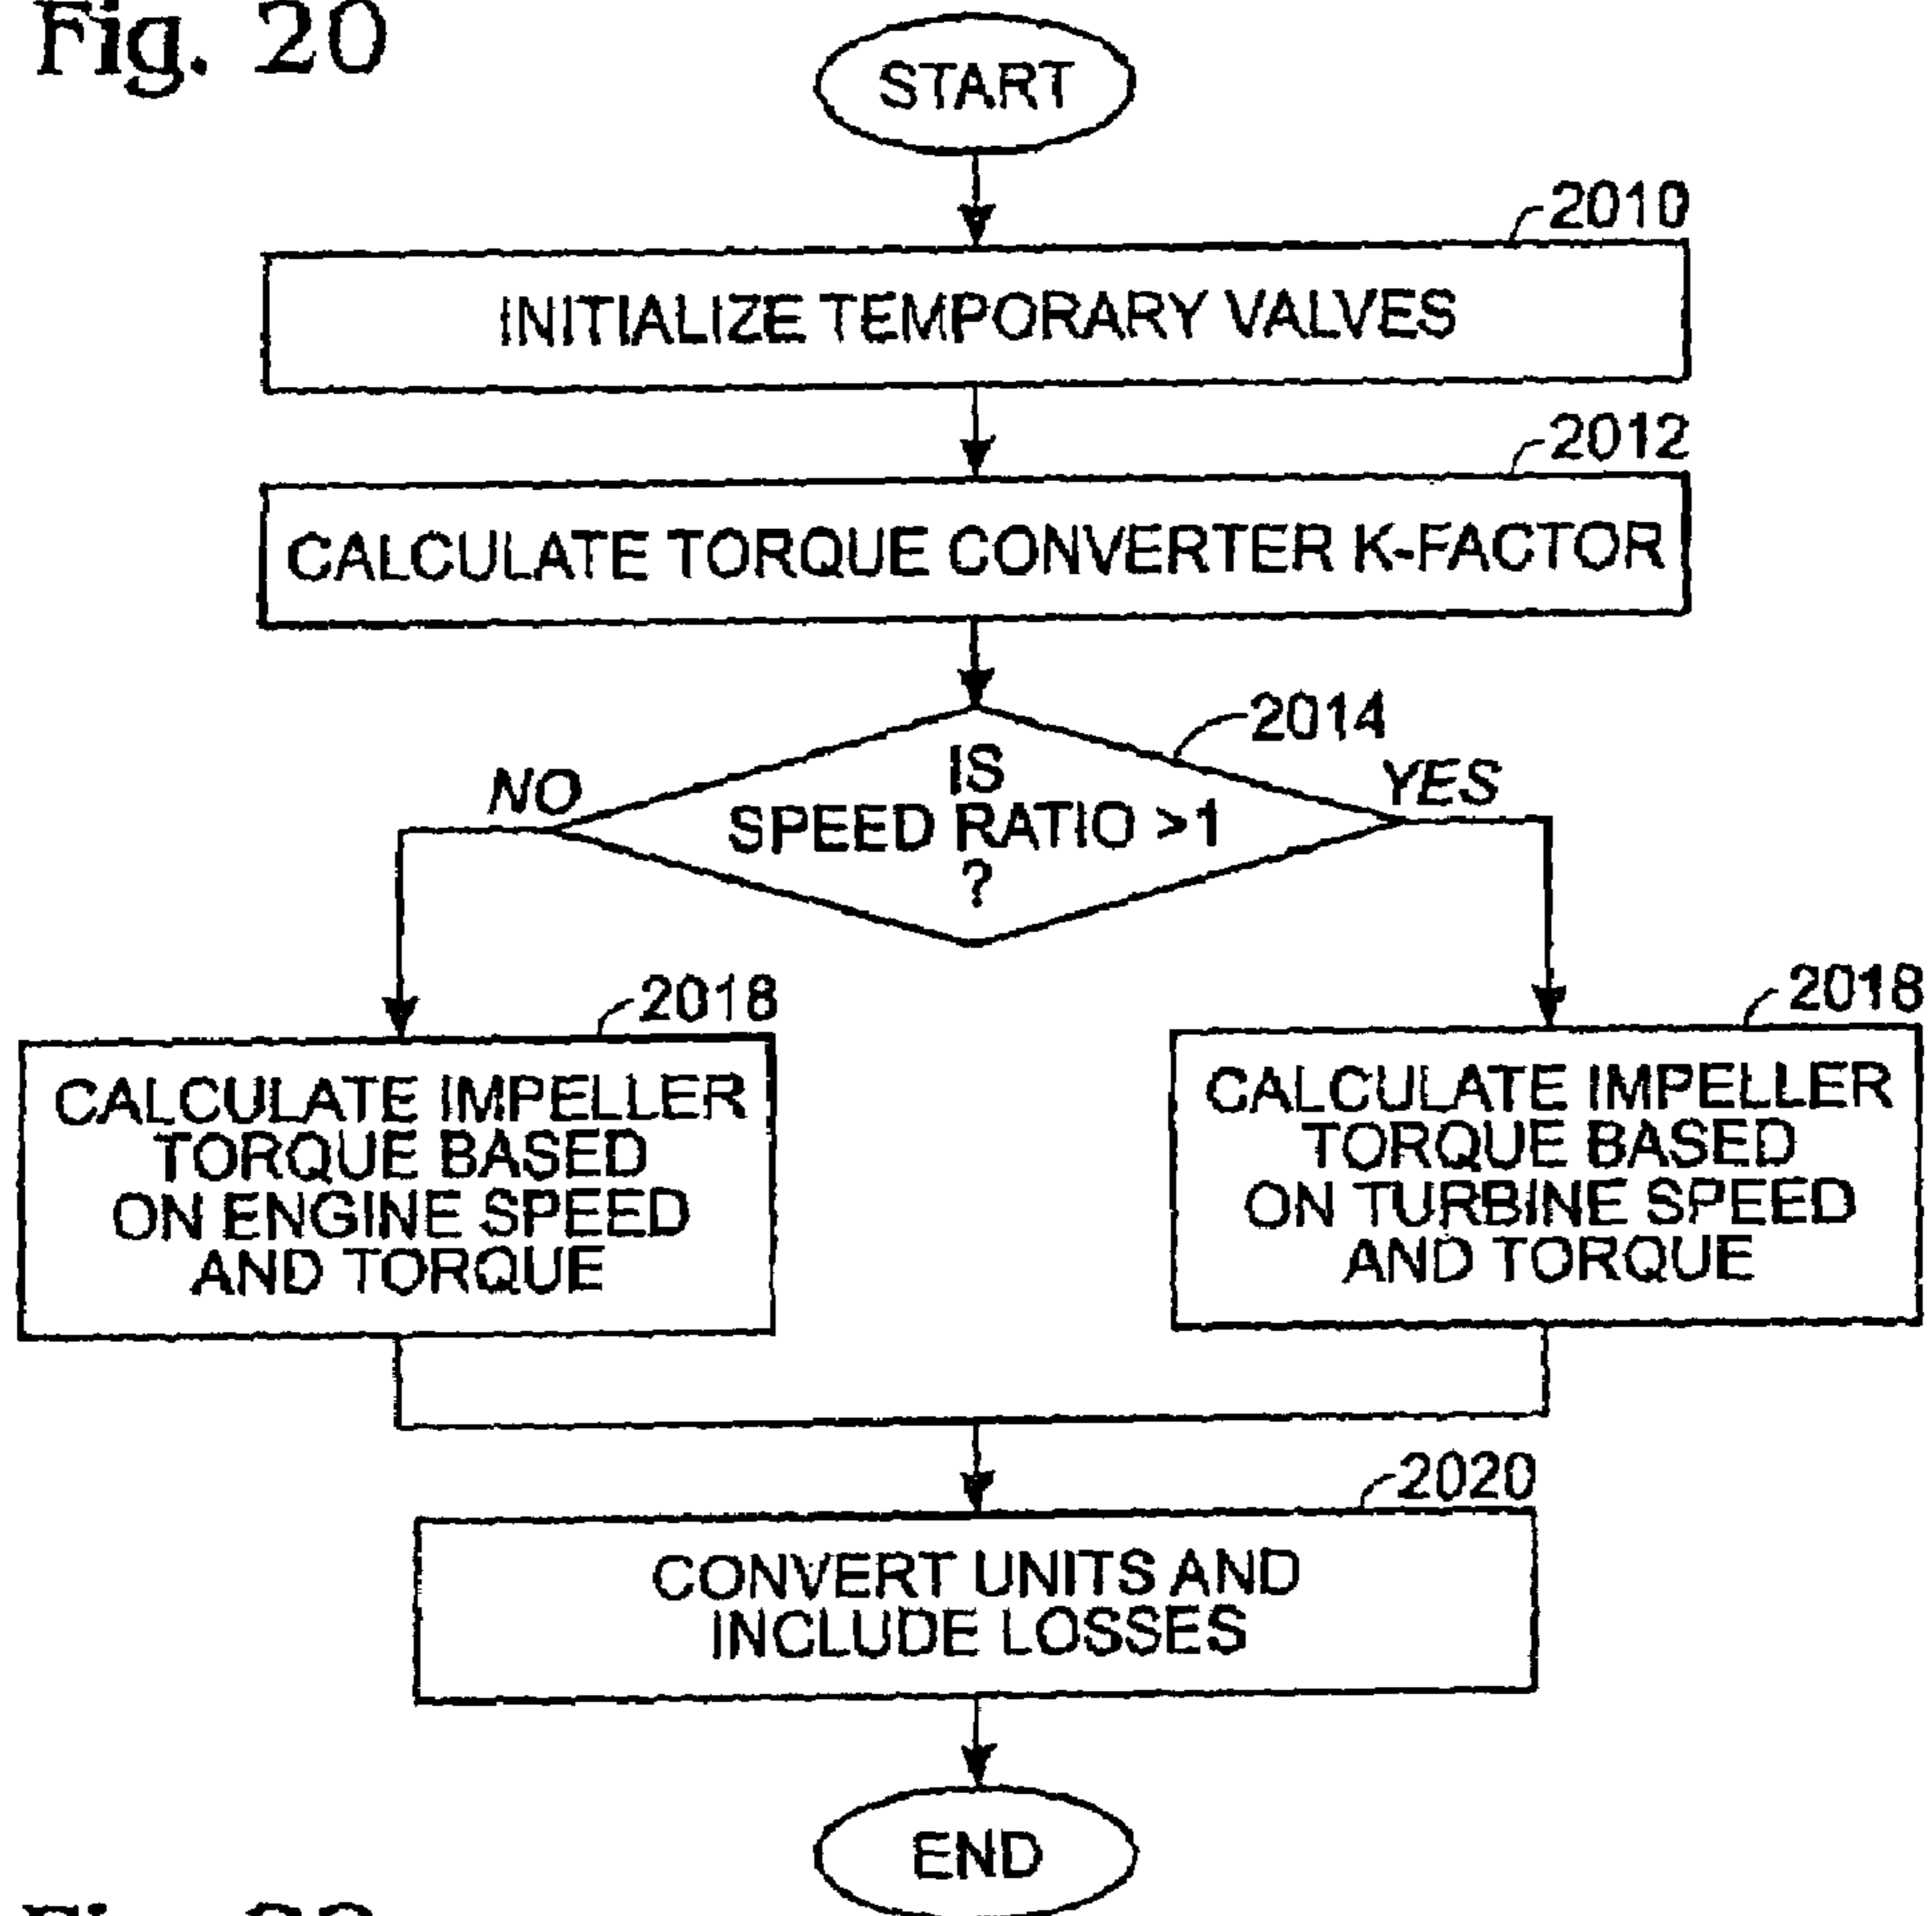 Fig. 20
START
2010
INITIALIZE TEMPORARY VALVES
2012
CALCULATE TORQUE CONVERTER K-FACTOR
2014
IS
SPEED RATIO >1
?
NO
YES
2018
CALCULATE IMPELLER
TORQUE BASED
ON ENGINE SPEED
AND TORQUE
2018
CALCULATE IMPELLER
TORQUE BASED
ON TURBINE SPEED
AND TORQUE
2020
CONVERT UNITS AND
INCLUDE LOSSES
END